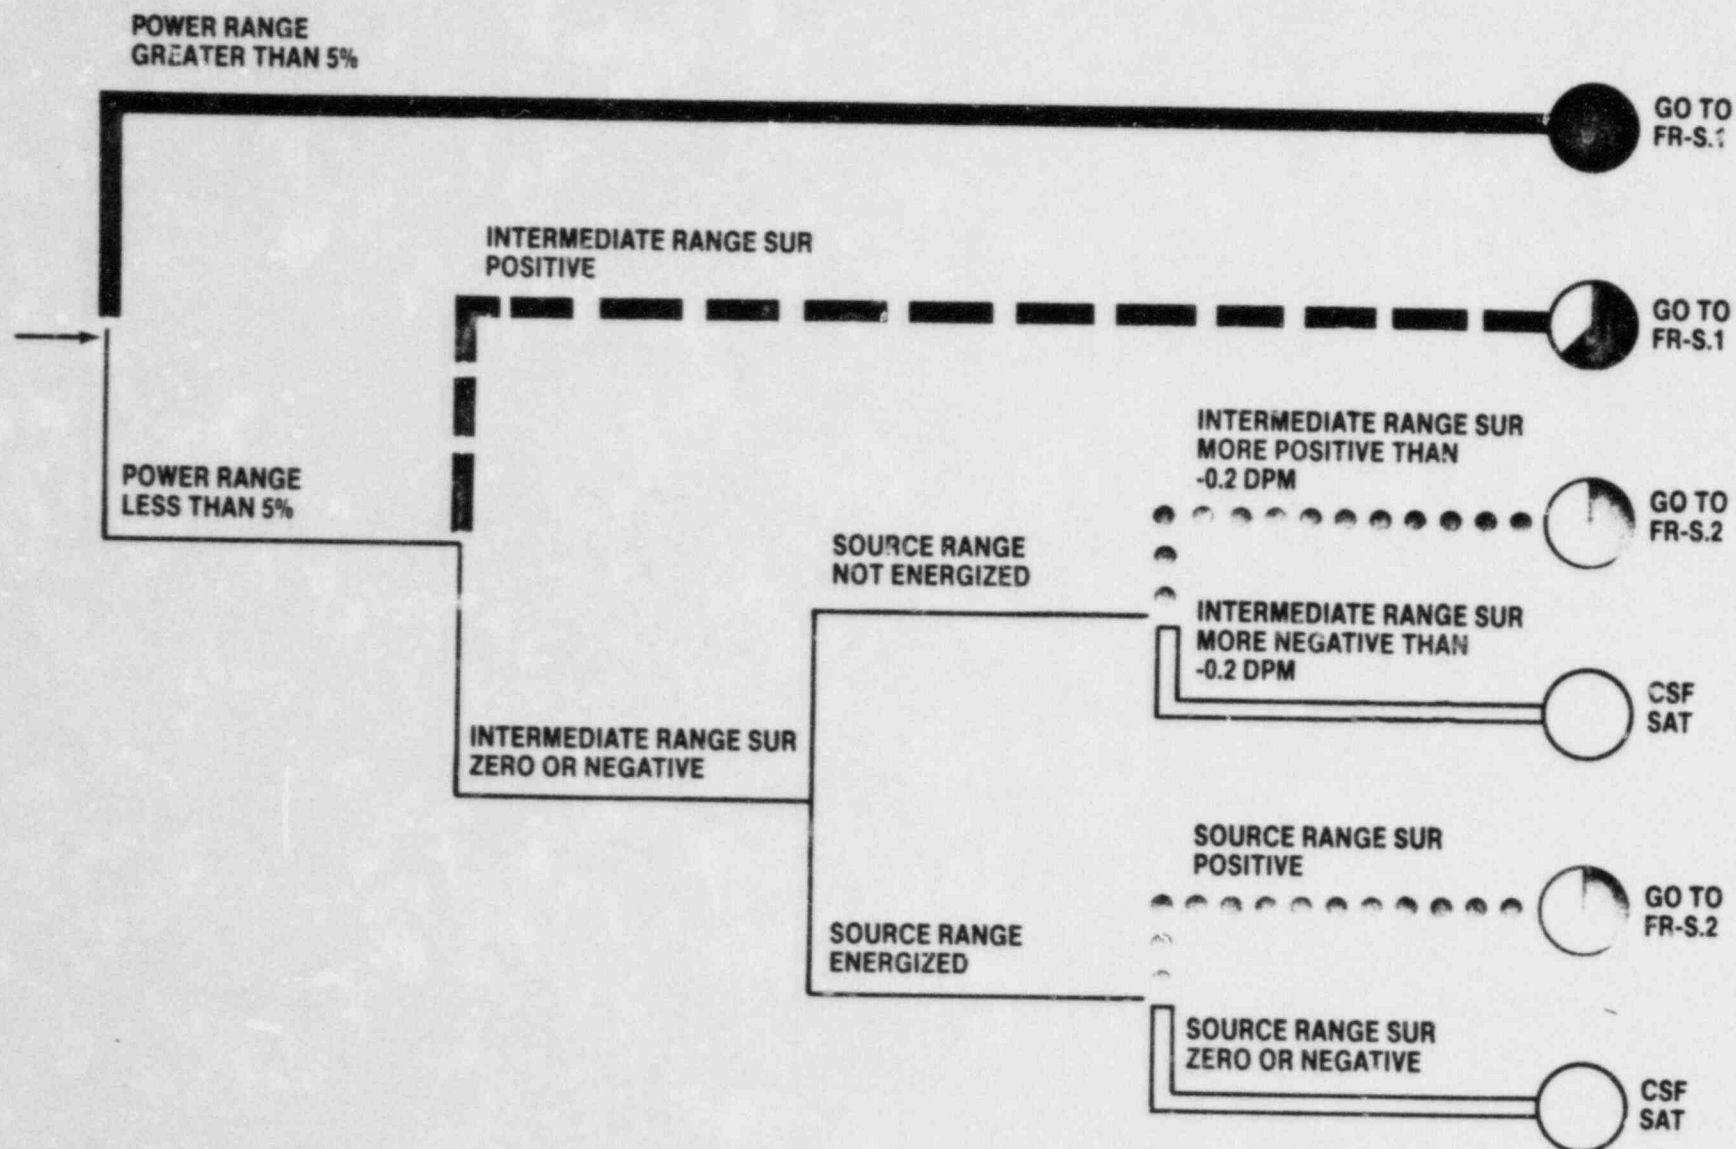 POWER RANGE
GREATER THAN 5%
GO TO
FR-S.1
INTERMEDIATE RANGE SUR
POSITIVE
GO TO
FR-S.1
INTERMEDIATE RANGE SUR
MORE POSITIVE THAN
-0.2 DPM
GO TO
FR-S.2
POWER RANGE
LESS THAN 5%
SOURCE RANGE
NOT ENERGIZED
INTERMEDIATE RANGE SUR
MORE NEGATIVE THAN
-0.2 DPM
CSF
SAT
INTERMEDIATE RANGE SUR
ZERO OR NEGATIVE
SOURCE RANGE SUR
POSITIVE
GO TO
FR-S.2
SOURCE RANGE
ENERGIZED
SOURCE RANGE SUR
ZERO OR NEGATIVE
CSF
SAT